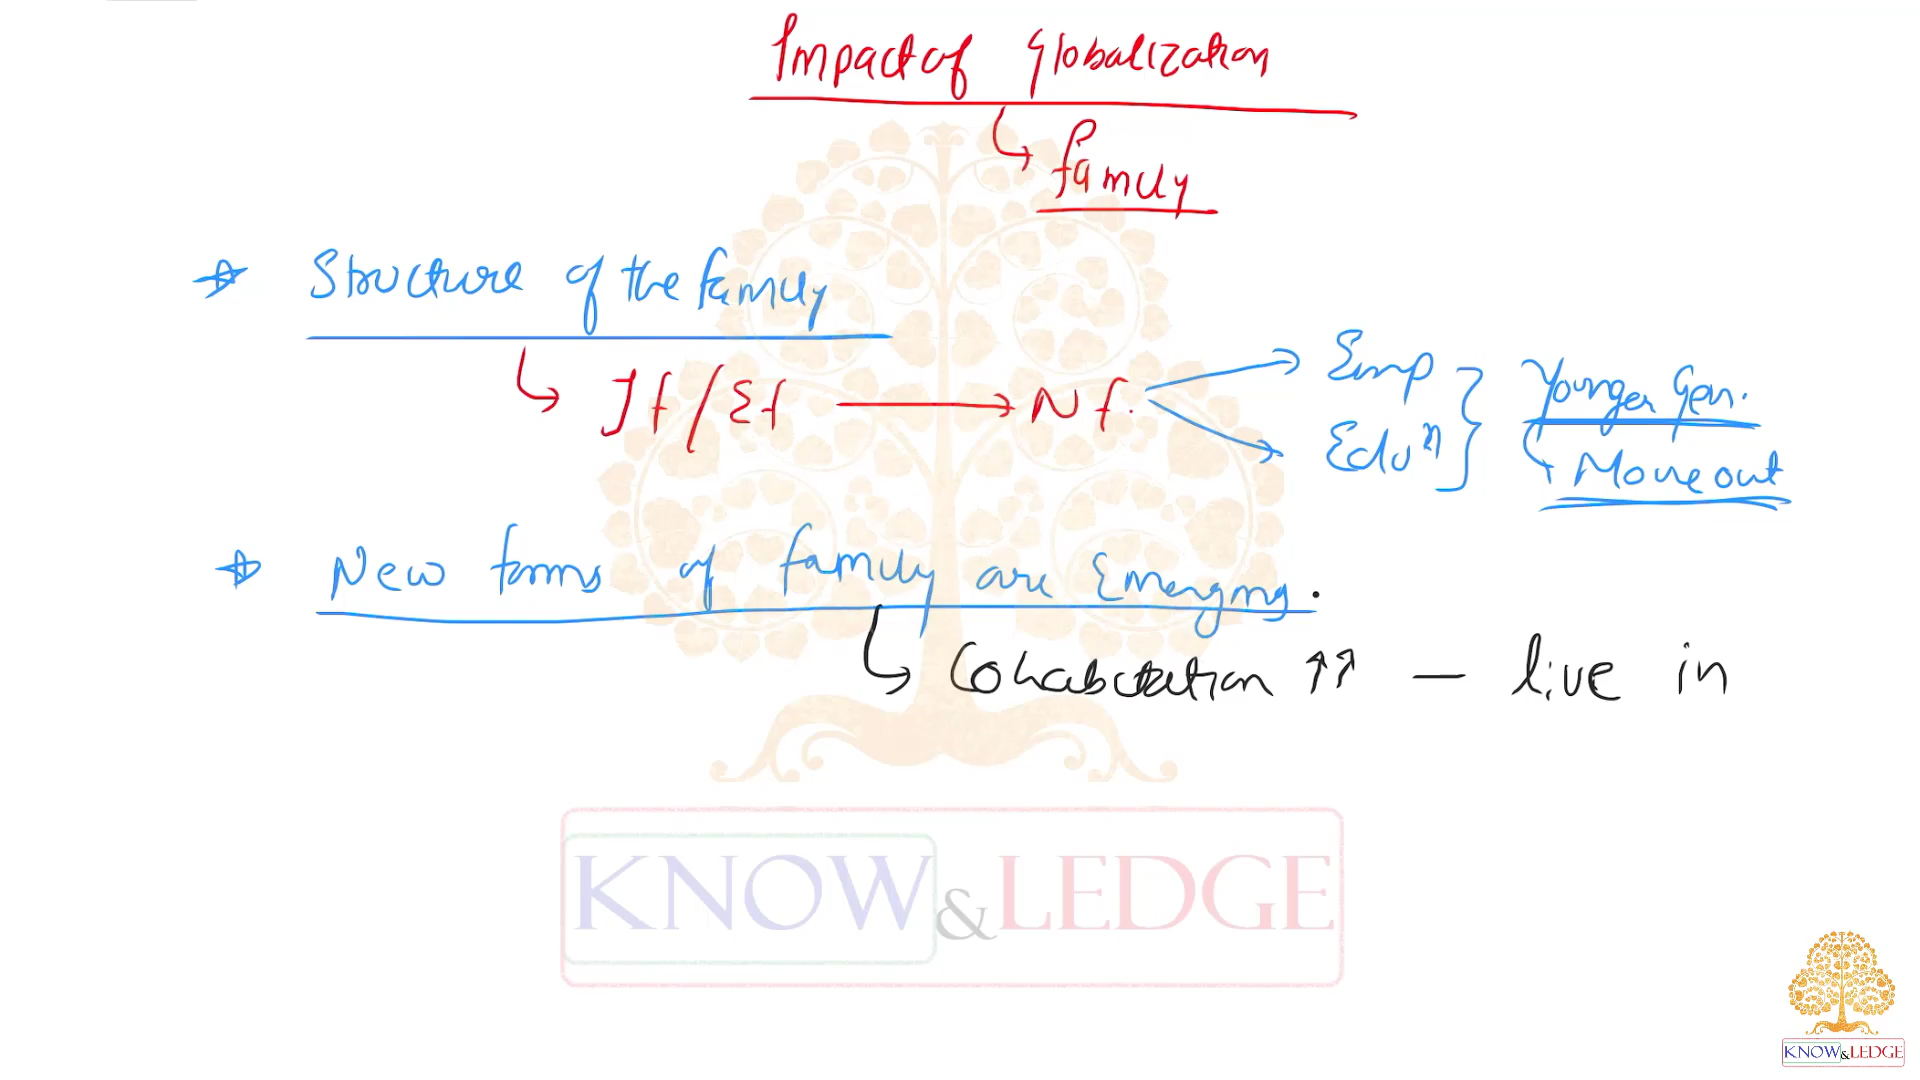 Impact of Globalization
↳ family
* Structure of the family
↳ Jf/Ef → Nf. → Emp } Younger Gen.
→ Eduⁿ } ↳ Move out
* New forms of family are Emerging.
↳ Cohabitation ↑↑ — live in
KNOW&LEDGE
KNOW&LEDGE